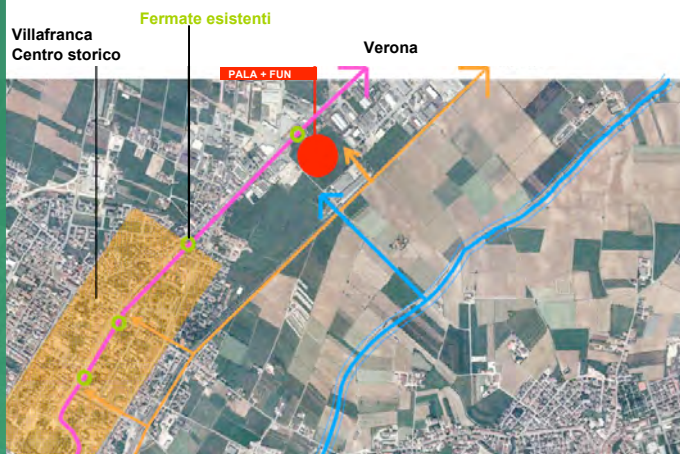 Fermate esistenti
Villafranca
Centro storico
Verona
PALA + FUN